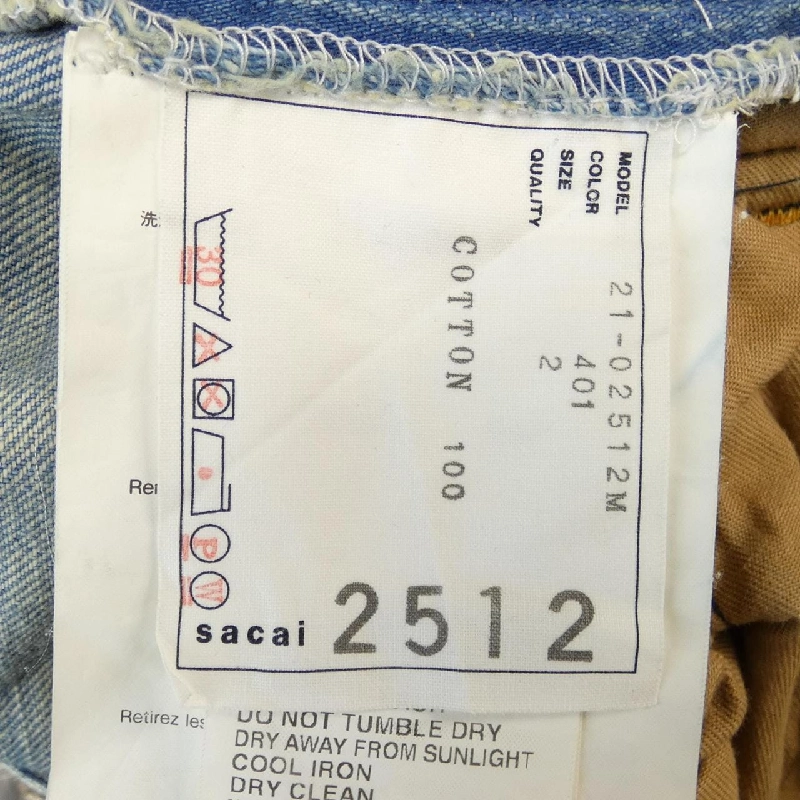 MODEL 21-02512M
COLOR 401
SIZE 2
QUALITY
COTTON 100
30
P
W
sacai 2512
洗
Retirez les
DO NOT TUMBLE DRY
DRY AWAY FROM SUNLIGHT
COOL IRON
DRY CLEAN